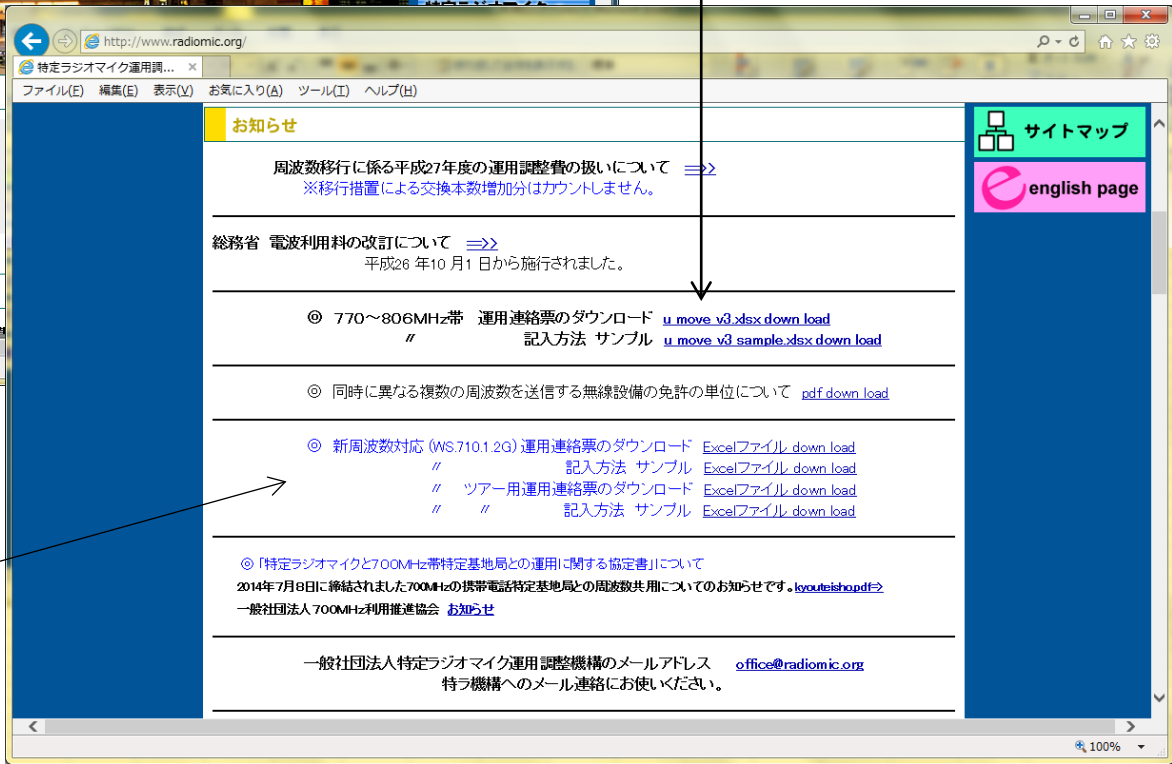 http://www.radiomic.org/
特定ラジオマイク運用調...
ファイル(F) 編集(E) 表示(V) お気に入り(A) ツール(T) ヘルプ(H)
お知らせ
サイトマップ
english page
周波数移行に係る平成27年度の運用調整費の扱いについて ==>>
※移行措置による交換本数増加分はカウントしません。
総務省 電波利用料の改訂について ==>>
平成26 年10 月1 日から施行されました。
◎ 770～806MHz帯 運用連絡票のダウンロード u move v3.xlsx down load
〃 記入方法 サンプル u move v3 sample.xlsx down load
◎ 同時に異なる複数の周波数を送信する無線設備の免許の単位について pdf down load
◎ 新周波数対応 (WS.710.1.2G) 運用連絡票のダウンロード Excelファイル down load
〃 記入方法 サンプル Excelファイル down load
〃 ツアー用運用連絡票のダウンロード Excelファイル down load
〃 〃 記入方法 サンプル Excelファイル down load
◎「特定ラジオマイクと700MHz帯特定基地局との運用に関する協定書」について
2014年7月8日に締結されました700MHzの携帯電話特定基地局との周波数共用についてのお知らせです。kyouteisho.pdf⇒
一般社団法人700MHz利用推進協会 お知らせ
一般社団法人特定ラジオマイク運用調整機構のメールアドレス office@radiomic.org
特ラ機構へのメール連絡にお使いください。
100%